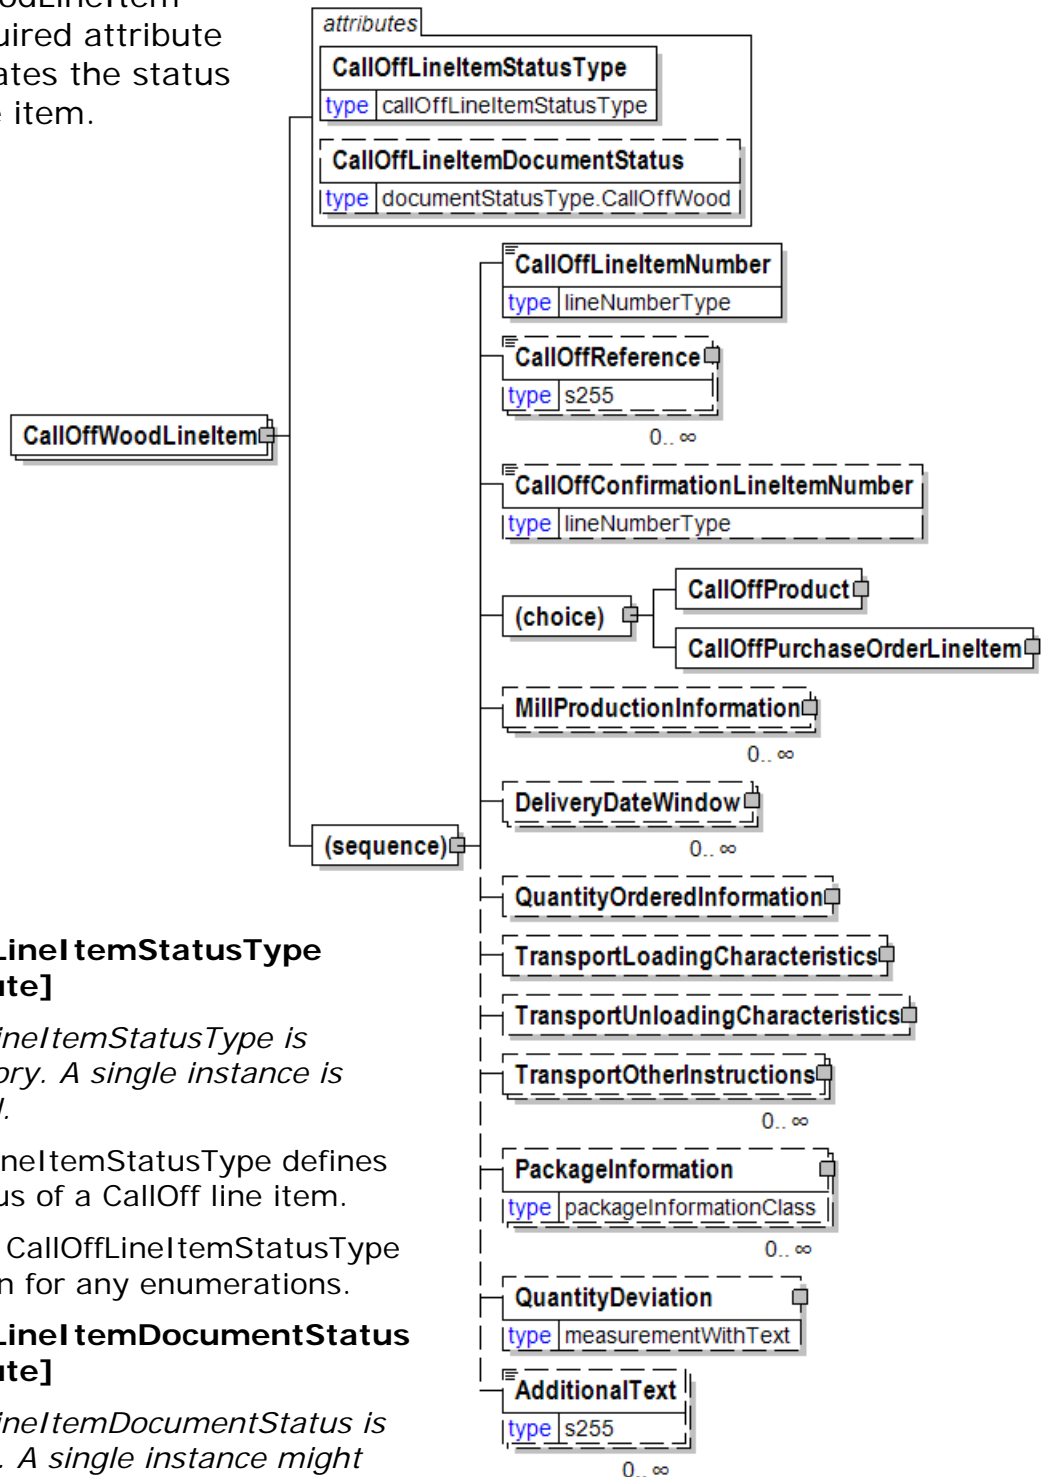 odLineItem
uired attribute
ates the status
item.
attributes
CallOffLineItemStatusType
type callOffLineItemStatusType
CallOffLineItemDocumentStatus
type documentStatusType.CallOffWood
CallOffWoodLineItem
(sequence)
CallOffLineItemNumber
type lineNumberType
CallOffReference
type s255
0.. ∞
CallOffConfirmationLineItemNumber
type lineNumberType
(choice)
CallOffProduct
CallOffPurchaseOrderLineItem
MillProductionInformation
0.. ∞
DeliveryDateWindow
0.. ∞
QuantityOrderedInformation
TransportLoadingCharacteristics
TransportUnloadingCharacteristics
TransportOtherInstructions
0.. ∞
PackageInformation
type packageInformationClass
0.. ∞
QuantityDeviation
type measurementWithText
AdditionalText
type s255
0.. ∞
LineItemStatusType
ute]
ineItemStatusType is
ory. A single instance is
d.
ineItemStatusType defines
us of a CallOff line item.
CallOffLineItemStatusType
n for any enumerations.
LineItemDocumentStatus
ute]
ineItemDocumentStatus is
. A single instance might